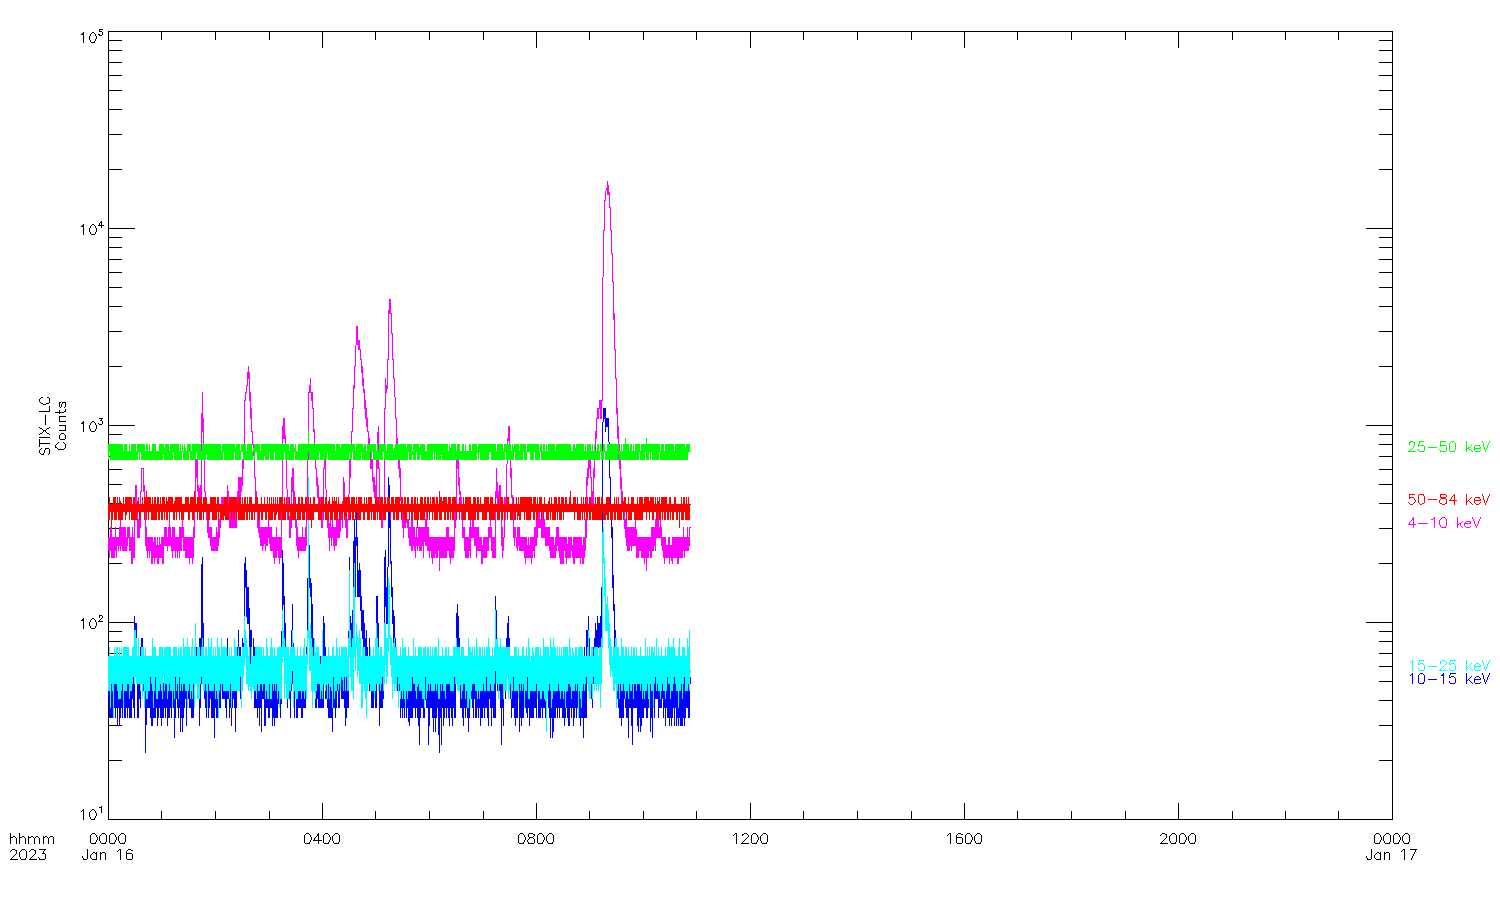 10⁵
10⁴
10³
10²
10¹
STIX-LC
Counts
25-50 keV
50-84 keV
4-10 keV
15-25 keV
10-15 keV
hhmm 0000 0400 0800 1200 1600 2000 0000
2023 Jan 16 Jan 17